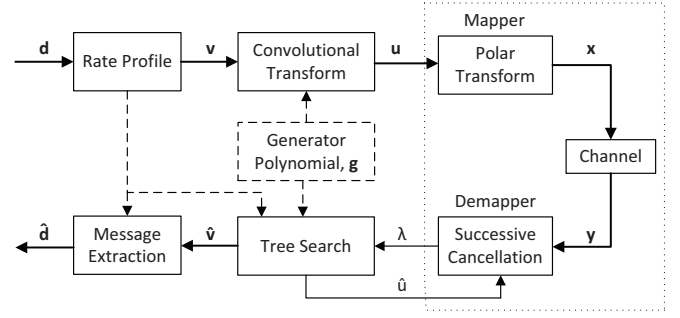 Mapper
d
Rate Profile
v
Convolutional
Transform
u
Polar
Transform
x
Generator
Polynomial, g
Channel
Demapper
d̂
Message
Extraction
v̂
Tree Search
λ
Successive
Cancellation
y
û